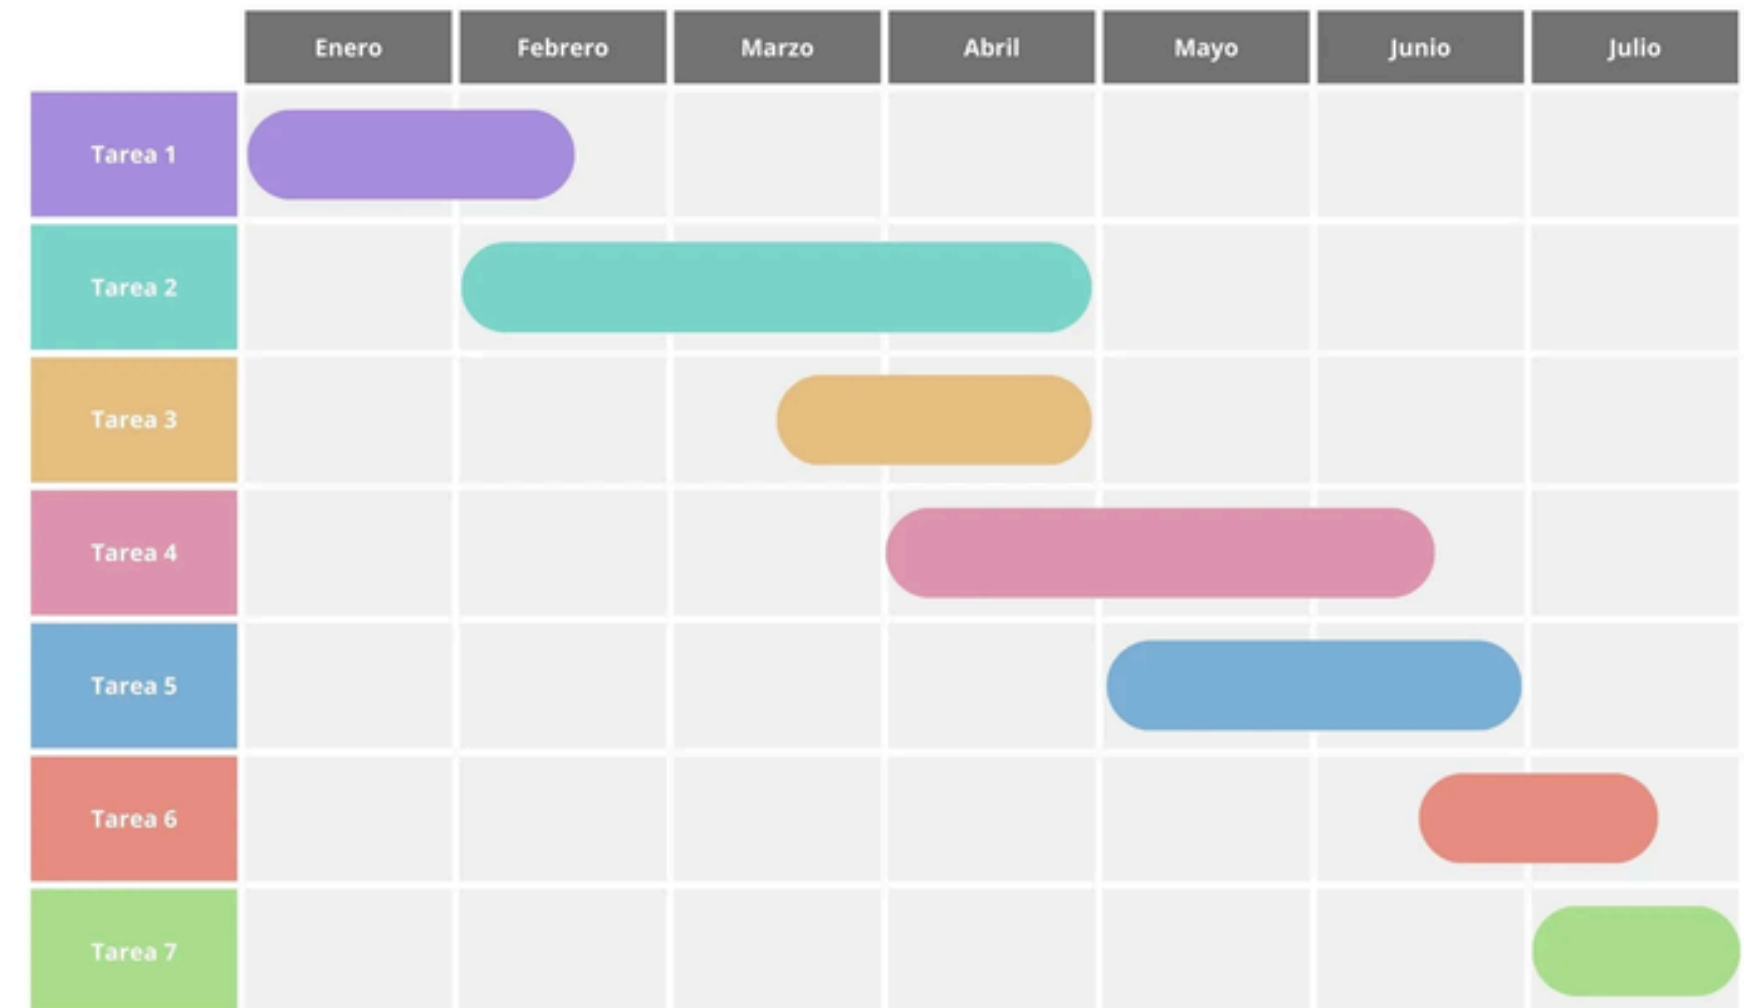 Enero Febrero Marzo Abril Mayo Junio Julio
Tarea 1
Tarea 2
Tarea 3
Tarea 4
Tarea 5
Tarea 6
Tarea 7